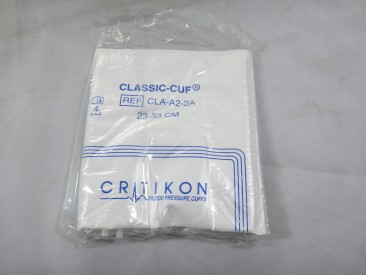 CLASSIC-CUF®
REF CLA-A2-2A
23-33 CM
CRITIKON
BLOOD PRESSURE CUFFS